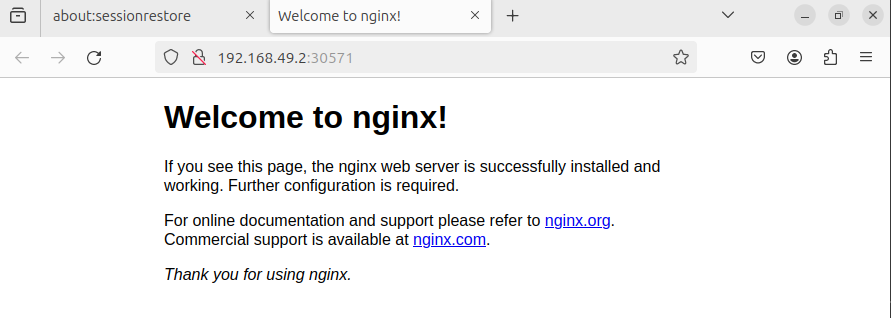 about:sessionrestore
Welcome to nginx!
192.168.49.2:30571
Welcome to nginx!
If you see this page, the nginx web server is successfully installed and
working. Further configuration is required.
For online documentation and support please refer to nginx.org.
Commercial support is available at nginx.com.
Thank you for using nginx.